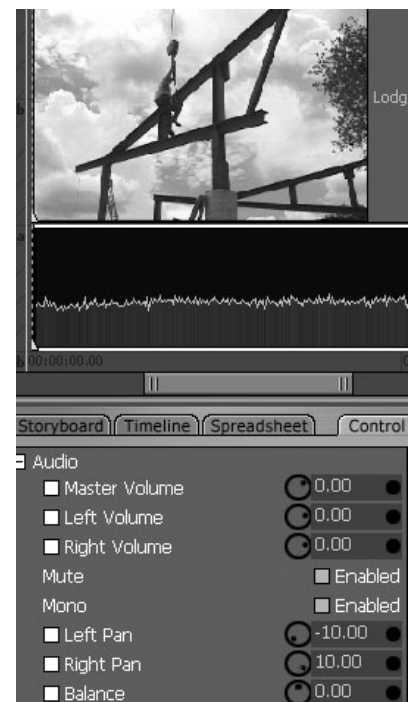 Lodg
a
b 00:00:00.00
Storyboard Timeline Spreadsheet Control
Audio
Master Volume 0.00
Left Volume 0.00
Right Volume 0.00
Mute Enabled
Mono Enabled
Left Pan -10.00
Right Pan 10.00
Balance 0.00